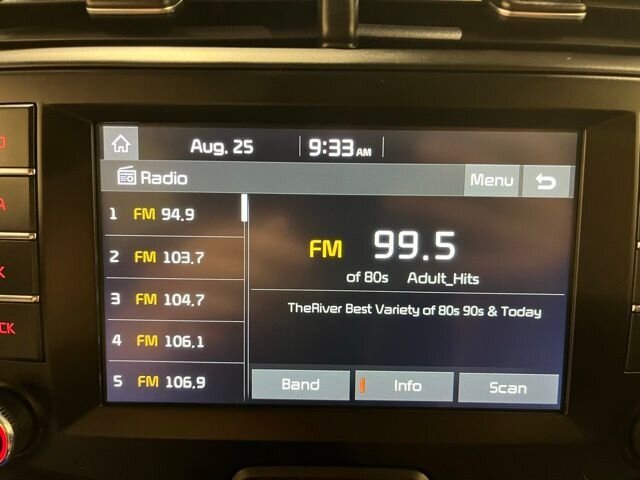 Aug. 25 9:33 AM
Radio Menu
1 FM 94.9
2 FM 103.7
3 FM 104.7
4 FM 106.1
5 FM 106.9
FM 99.5
of 80s Adult_Hits
TheRiver Best Variety of 80s 90s & Today
Band Info Scan